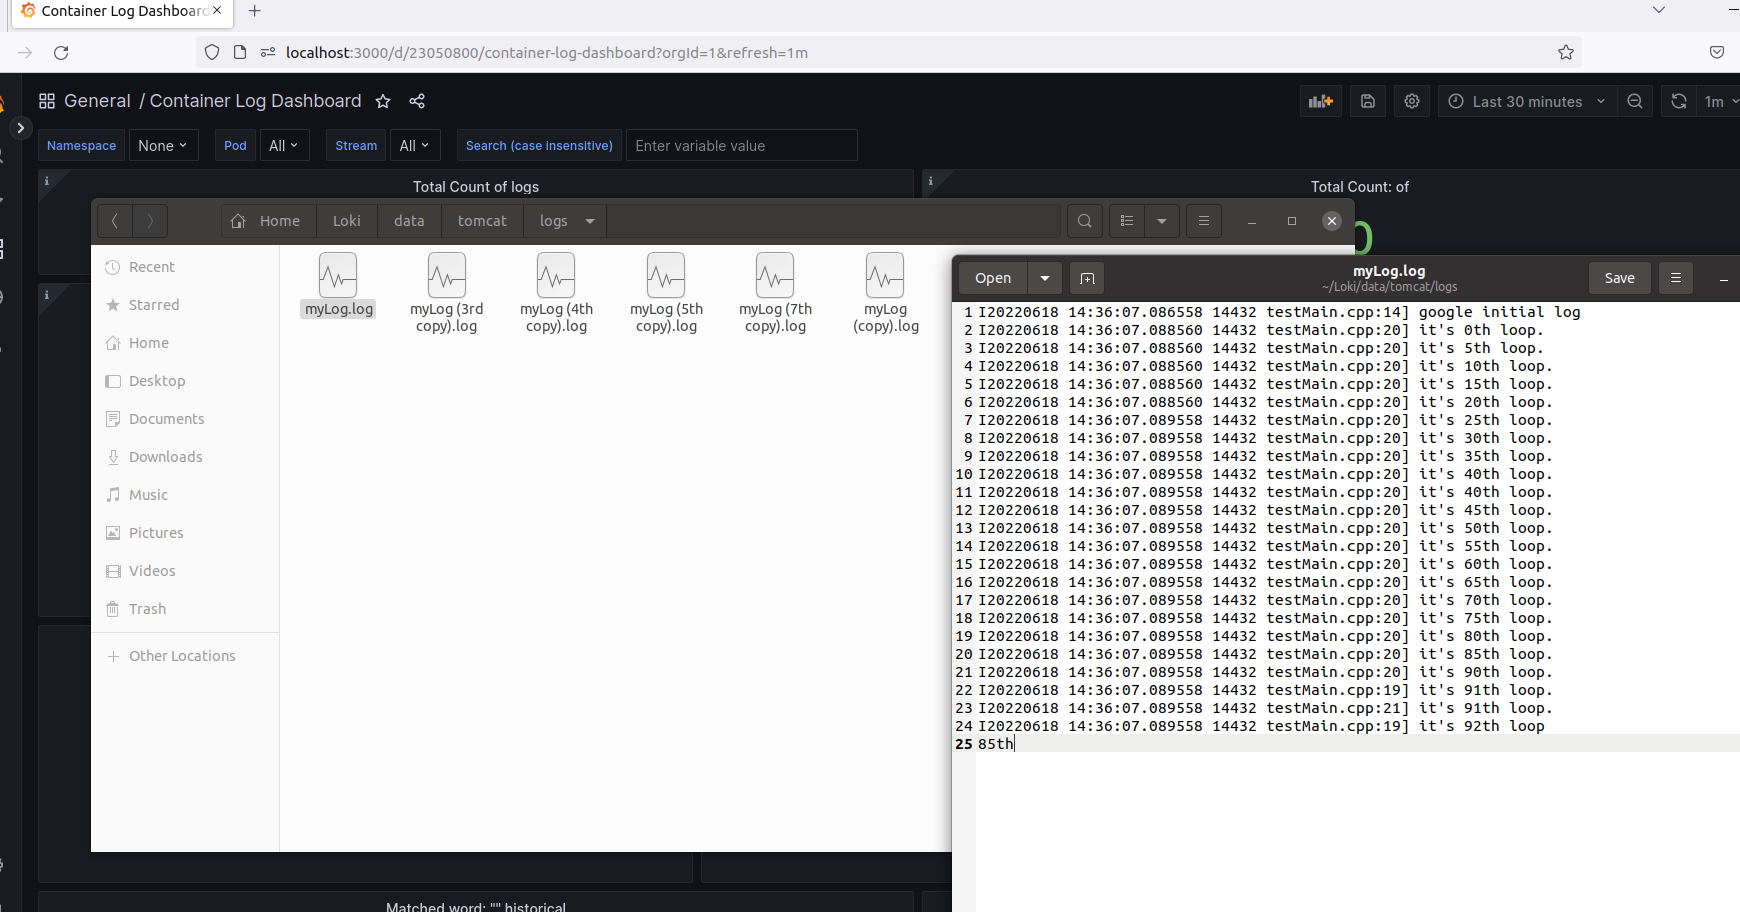 Container Log Dashboard
localhost:3000/d/23050800/container-log-dashboard?orgId=1&refresh=1m
General / Container Log Dashboard
Last 30 minutes
1m
Namespace None Pod All Stream All Search (case insensitive) Enter variable value
Total Count of logs
Total Count: of
0
Home Loki data tomcat logs
Recent
Starred
Home
Desktop
Documents
Downloads
Music
Pictures
Videos
Trash
Other Locations
myLog.log
myLog (3rd
copy).log
myLog (4th
copy).log
myLog (5th
copy).log
myLog (7th
copy).log
myLog
(copy).log
Open
myLog.log
~/Loki/data/tomcat/logs
Save
1 I20220618 14:36:07.086558 14432 testMain.cpp:14] google initial log
2 I20220618 14:36:07.088560 14432 testMain.cpp:20] it's 0th loop.
3 I20220618 14:36:07.088560 14432 testMain.cpp:20] it's 5th loop.
4 I20220618 14:36:07.088560 14432 testMain.cpp:20] it's 10th loop.
5 I20220618 14:36:07.088560 14432 testMain.cpp:20] it's 15th loop.
6 I20220618 14:36:07.088560 14432 testMain.cpp:20] it's 20th loop.
7 I20220618 14:36:07.089558 14432 testMain.cpp:20] it's 25th loop.
8 I20220618 14:36:07.089558 14432 testMain.cpp:20] it's 30th loop.
9 I20220618 14:36:07.089558 14432 testMain.cpp:20] it's 35th loop.
10 I20220618 14:36:07.089558 14432 testMain.cpp:20] it's 40th loop.
11 I20220618 14:36:07.089558 14432 testMain.cpp:20] it's 40th loop.
12 I20220618 14:36:07.089558 14432 testMain.cpp:20] it's 45th loop.
13 I20220618 14:36:07.089558 14432 testMain.cpp:20] it's 50th loop.
14 I20220618 14:36:07.089558 14432 testMain.cpp:20] it's 55th loop.
15 I20220618 14:36:07.089558 14432 testMain.cpp:20] it's 60th loop.
16 I20220618 14:36:07.089558 14432 testMain.cpp:20] it's 65th loop.
17 I20220618 14:36:07.089558 14432 testMain.cpp:20] it's 70th loop.
18 I20220618 14:36:07.089558 14432 testMain.cpp:20] it's 75th loop.
19 I20220618 14:36:07.089558 14432 testMain.cpp:20] it's 80th loop.
20 I20220618 14:36:07.089558 14432 testMain.cpp:20] it's 85th loop.
21 I20220618 14:36:07.089558 14432 testMain.cpp:20] it's 90th loop.
22 I20220618 14:36:07.089558 14432 testMain.cpp:19] it's 91th loop.
23 I20220618 14:36:07.089558 14432 testMain.cpp:21] it's 91th loop.
24 I20220618 14:36:07.089558 14432 testMain.cpp:19] it's 92th loop
25 85th
Matched word: "" historical